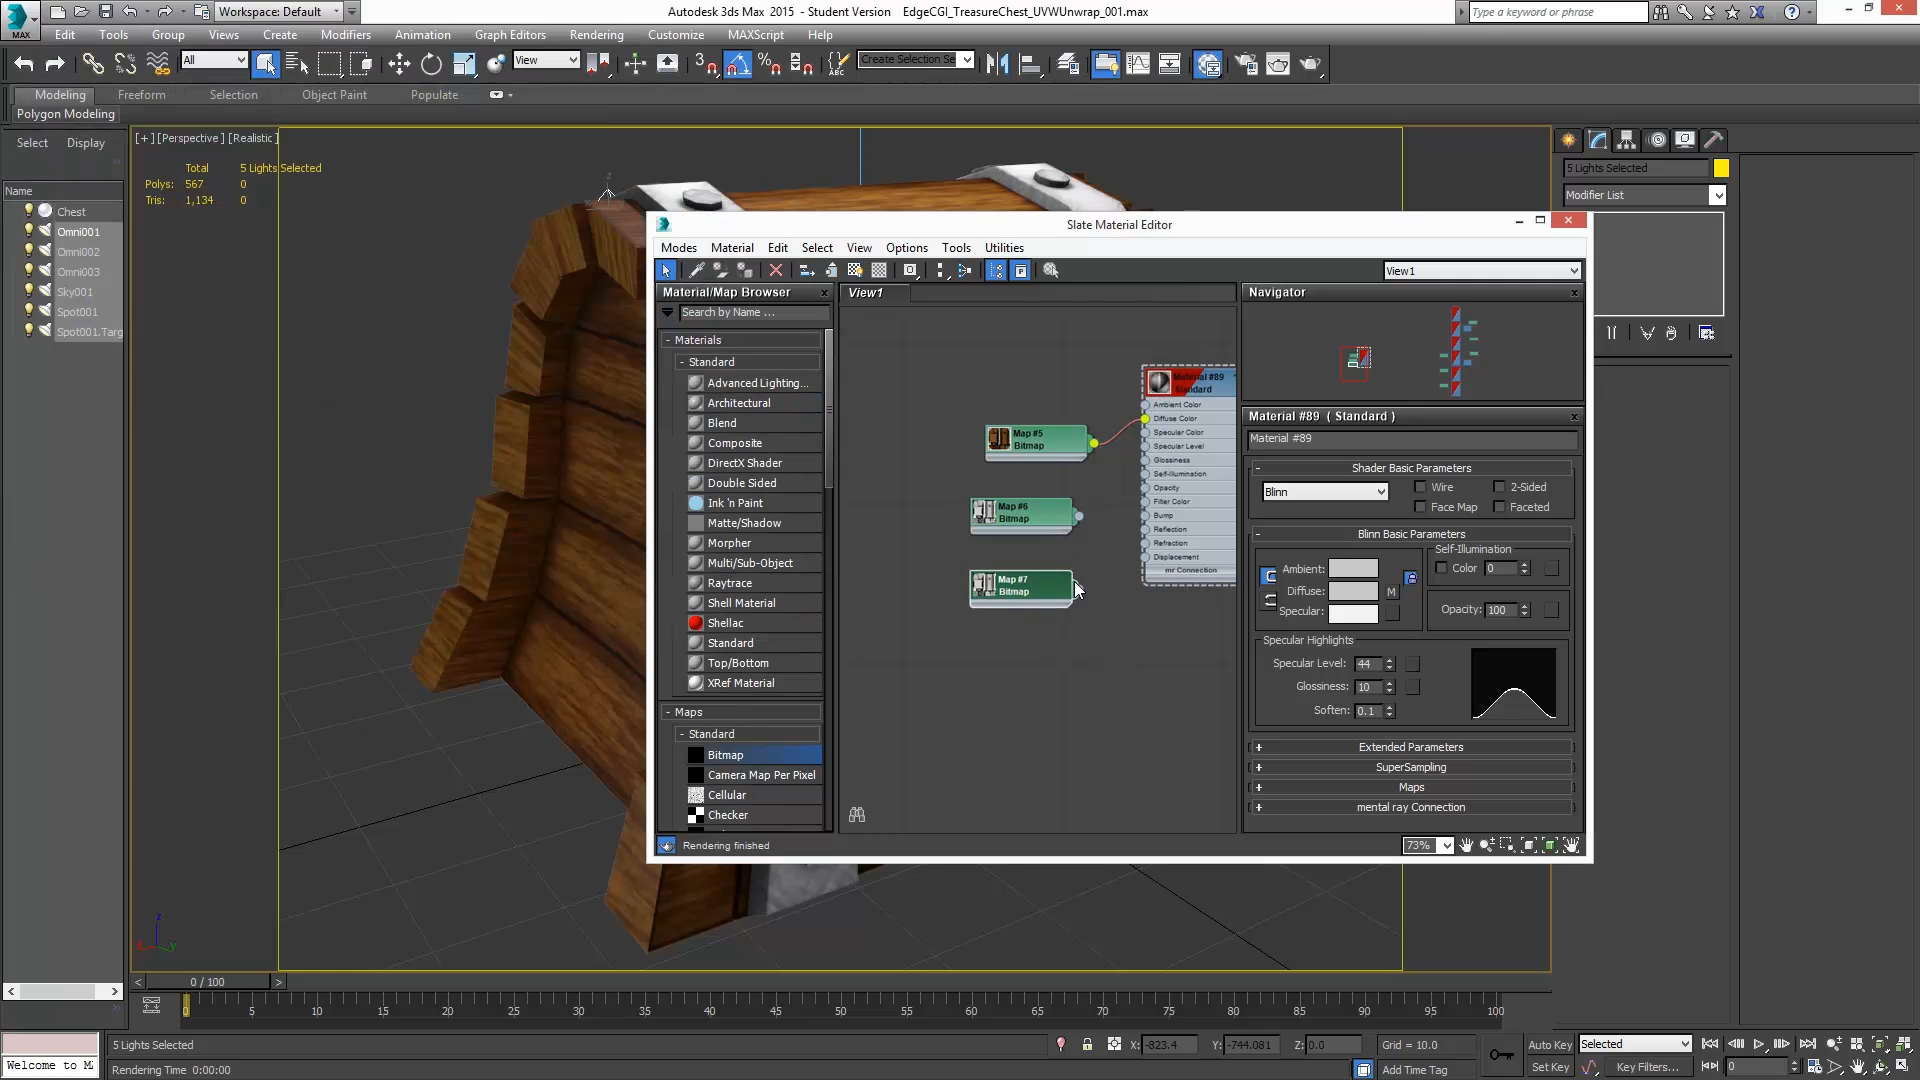 Workspace: Default
Autodesk 3ds Max 2015 - Student Version EdgeCGI_TreasureChest_UVWUnwrap_001.max
Type a keyword or phrase
MAX
Edit Tools Group Views Create Modifiers Animation Graph Editors Rendering Customize MAXScript Help
All View Create Selection Se
Modeling Freeform Selection Object Paint Populate
Polygon Modeling
Select Display
[+] [Perspective] [Realistic]
Total 5 Lights Selected
Polys: 567 0
Tris: 1,134 0
Name
Chest
Omni001
Omni002
Omni003
Sky001
Spot001
Spot001.Targ
5 Lights Selected
Modifier List
Slate Material Editor
Modes Material Edit Select View Options Tools Utilities
View1
Material/Map Browser
Search by Name ...
- Materials
- Standard
Advanced Lighting...
Architectural
Blend
Composite
DirectX Shader
Double Sided
Ink 'n Paint
Matte/Shadow
Morpher
Multi/Sub-Object
Raytrace
Shell Material
Shellac
Standard
Top/Bottom
XRef Material
- Maps
- Standard
Bitmap
Camera Map Per Pixel
Cellular
Checker
View1
Map #5
Bitmap
Map #6
Bitmap
Map #7
Bitmap
Material #89
Standard
Ambient Color
Diffuse Color
Specular Color
Specular Level
Glossiness
Self-Illumination
Opacity
Filter Color
Bump
Reflection
Refraction
Displacement
mr Connection
Navigator
Material #89 ( Standard )
Material #89
- Shader Basic Parameters
Blinn Wire 2-Sided
Face Map Faceted
- Blinn Basic Parameters
Self-Illumination
Ambient: Color 0
Diffuse: M
Specular: Opacity: 100
Specular Highlights
Specular Level: 44
Glossiness: 10
Soften: 0.1
+ Extended Parameters
+ SuperSampling
+ Maps
+ mental ray Connection
Rendering finished
73%
0 / 100
0 5 10 15 20 25 30 35 40 45 50 55 60 65 70 75 80 85 90 95 100
5 Lights Selected X: -823.4 Y: -744.081 Z: 0.0 Grid = 10.0 Auto Key Selected
Welcome to M Rendering Time 0:00:00 Add Time Tag Set Key Key Filters... 0